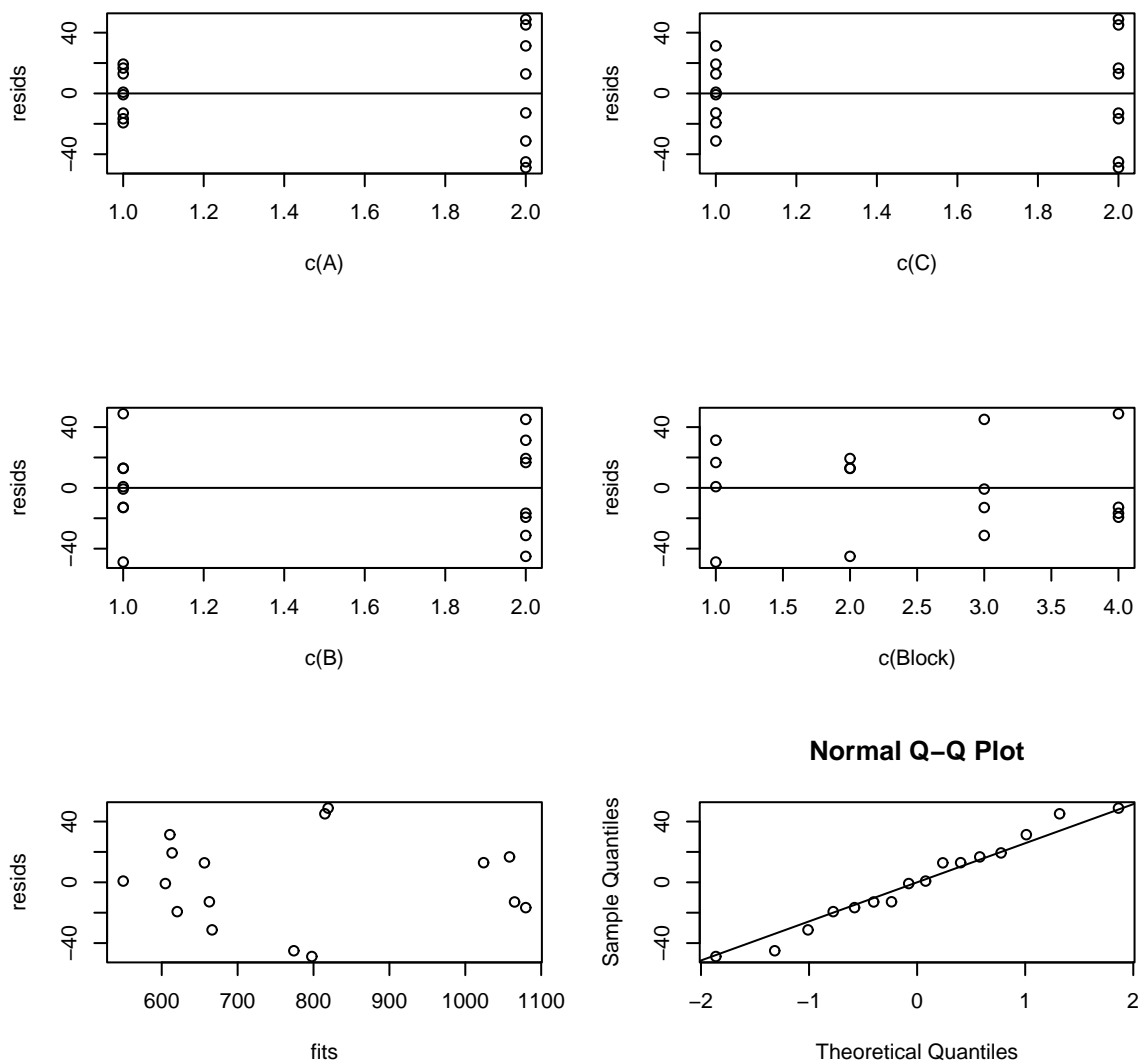 resids
40
0
−40
1.0 1.2 1.4 1.6 1.8 2.0
c(A)
resids
40
0
−40
1.0 1.2 1.4 1.6 1.8 2.0
c(C)
resids
40
0
−40
1.0 1.2 1.4 1.6 1.8 2.0
c(B)
resids
40
0
−40
1.0 1.5 2.0 2.5 3.0 3.5 4.0
c(Block)
resids
40
0
−40
600 700 800 900 1000 1100
fits
Normal Q−Q Plot
Sample Quantiles
40
0
−40
−2 −1 0 1 2
Theoretical Quantiles